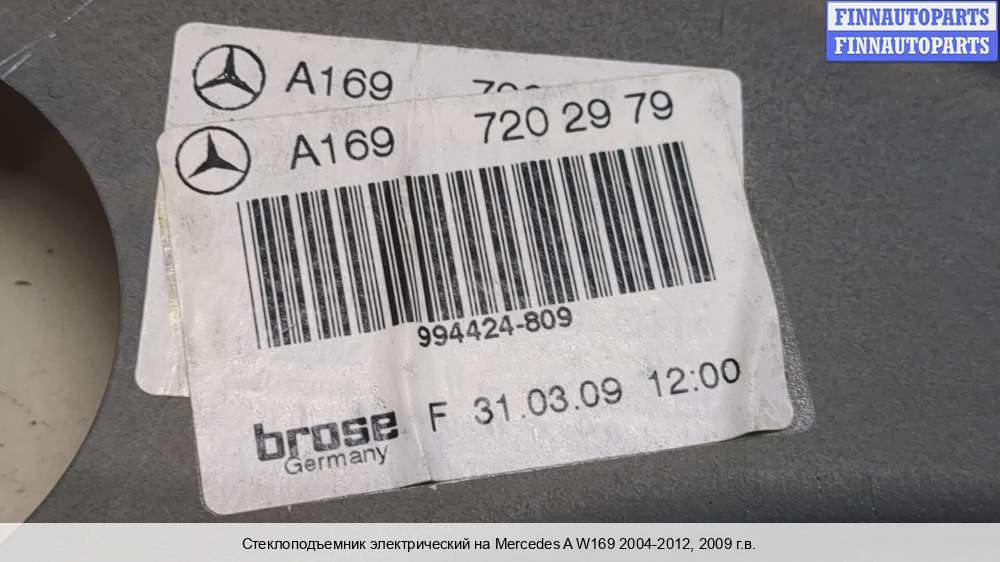 FINNAUTOPARTS
FINNAUTOPARTS
A169
A169 720 29 79
994424-809
brose F 31.03.09 12:00
Germany
Стеклоподъемник электрический на Mercedes A W169 2004-2012, 2009 г.в.